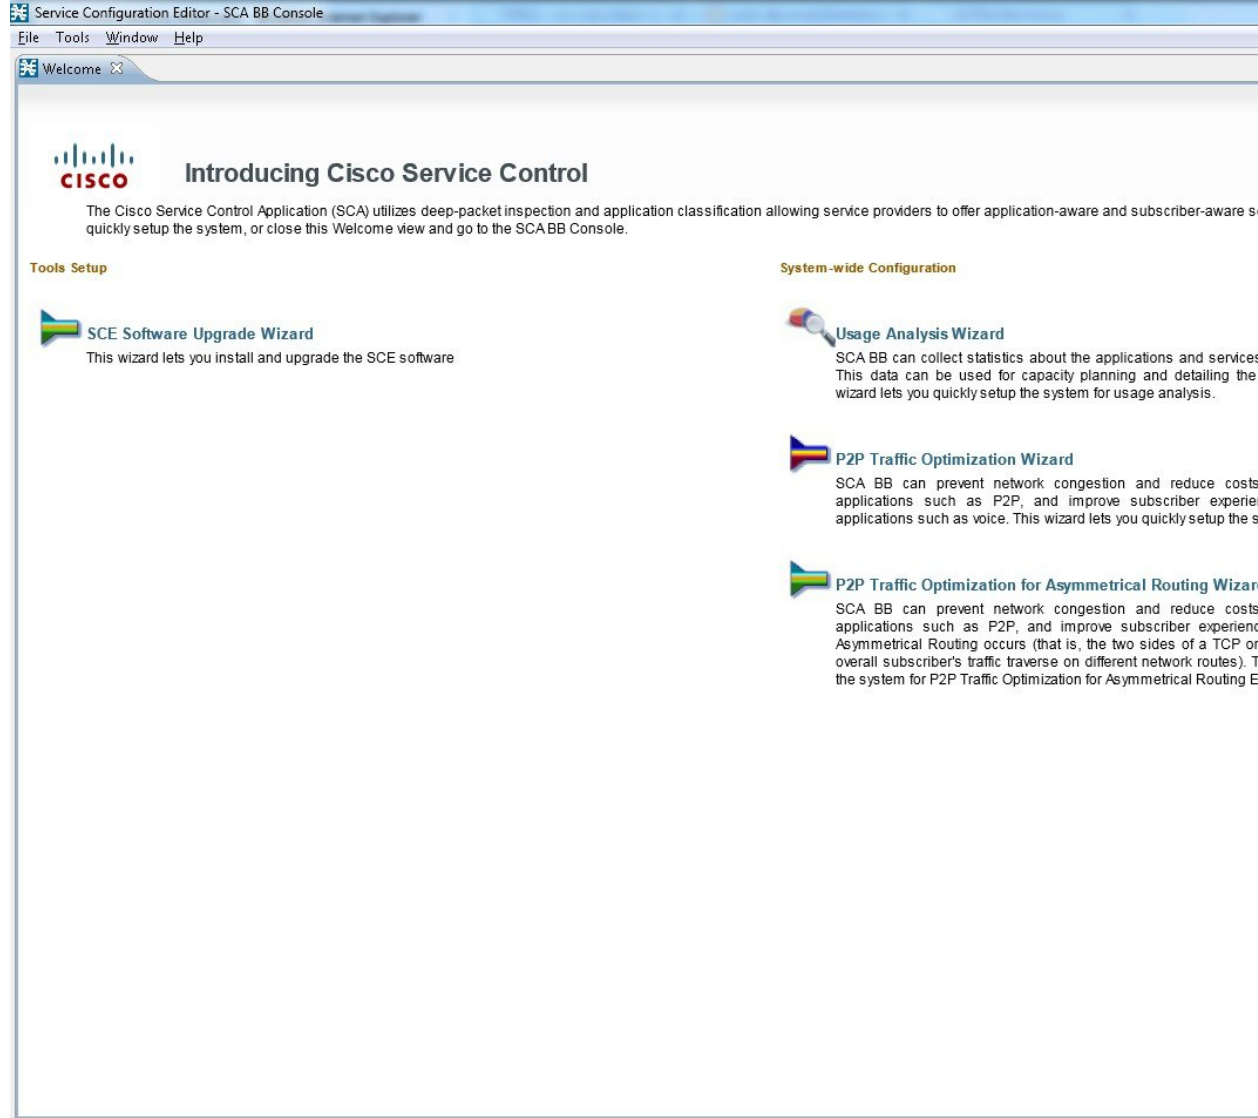 Service Configuration Editor - SCA BB Console
File Tools Window Help
Welcome
CISCO
Introducing Cisco Service Control
The Cisco Service Control Application (SCA) utilizes deep-packet inspection and application classification allowing service providers to offer application-aware and subscriber-aware
quickly setup the system, or close this Welcome view and go to the SCA BB Console.
Tools Setup
SCE Software Upgrade Wizard
This wizard lets you install and upgrade the SCE software
System-wide Configuration
Usage Analysis Wizard
SCA BB can collect statistics about the applications and services
This data can be used for capacity planning and detailing the
wizard lets you quickly setup the system for usage analysis.
P2P Traffic Optimization Wizard
SCA BB can prevent network congestion and reduce costs
applications such as P2P, and improve subscriber
applications such as voice. This wizard lets you quickly setup the
P2P Traffic Optimization for Asymmetrical Routing
SCA BB can prevent network congestion and reduce costs
applications such as P2P, and improve subscriber
Asymmetrical Routing occurs (that is, the two sides of a TCP or
overall subscriber's traffic traverse on different network routes).
the system for P2P Traffic Optimization for Asymmetrical Routing